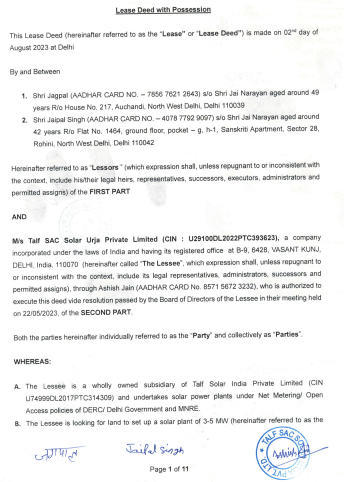 Lease Deed with Possession
This Lease Deed (hereinafter referred to as the "Lease" or "Lease Deed") is made on 02nd day of
August 2023 at Delhi
By and Between
1. Shri Jagpal (AADHAR CARD NO. – 7856 7621 2643) s/o Shri Jai Narayan aged around 49
years R/o House No. 217, Auchandi, North West Delhi, Delhi 110039
2. Shri Jaipal Singh (AADHAR CARD NO. – 4078 7792 9097) s/o Shri Jai Narayan aged around
42 years R/o Flat No. 1464, ground floor, pocket – g, h-1, Sanskriti Apartment, Sector 28,
Rohini, North West Delhi, Delhi 110042
Hereinafter referred to as "Lessors" (which expression shall, unless repugnant to or inconsistent with
the context, include his/their legal heirs, representatives, successors, executors, administrators and
permitted assigns) of the FIRST PART
AND
M/s Talf SAC Solar Urja Private Limited (CIN : U29100DL2022PTC393623), a company
incorporated under the laws of India and having its registered office at B-9, 6428, VASANT KUNJ,
DELHI, India, 110070 (hereinafter called "The Lessee", which expression shall, unless repugnant to
or inconsistent with the context, include its legal representatives, administrators, successors and
permitted assigns), through Ashish Jain (AADHAR CARD No. 8571 5672 3232), who is authorized to
execute this deed vide resolution passed by the Board of Directors of the Lessee in their meeting held
on 22/05/2023, of the SECOND PART.
Both the parties hereinafter individually referred to as the "Party" and collectively as "Parties".
WHEREAS:
A. The Lessee is a wholly owned subsidiary of Talf Solar India Private Limited (CIN
U74999DL2017PTC314309) and undertakes solar power plants under Net Metering/ Open
Access policies of DERC/ Delhi Government and MNRE.
B. The Lessee is looking for land to set up a solar plant of 3-5 MW (hereinafter referred to as the
जगपाल
Jaipal Singh
TALF SAC SOLAR
PVT LTD
Page 1 of 11